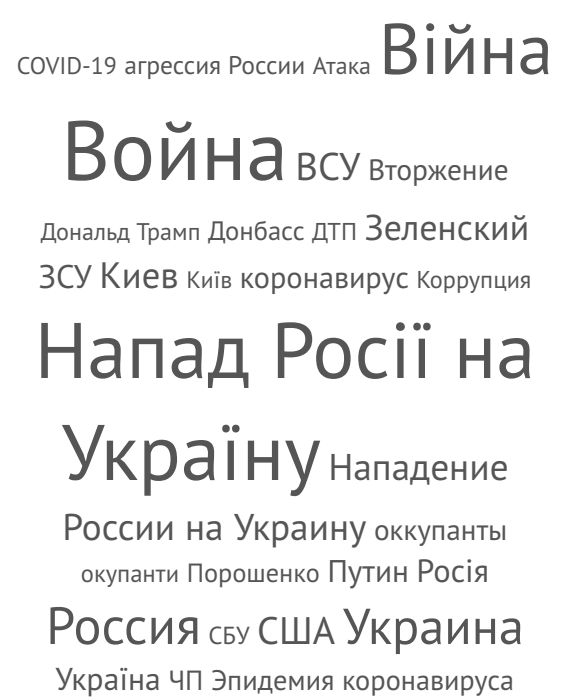 COVID-19 агрессия России Атака Війна
Война ВСУ Вторжение
Дональд Трамп Донбасс ДТП Зеленский
ЗСУ Киев Київ коронавирус Коррупция
Напад Росії на
Україну Нападение
России на Украину оккупанты
окупанти Порошенко Путин Росія
Россия СБУ США Украина
Україна ЧП Эпидемия коронавируса